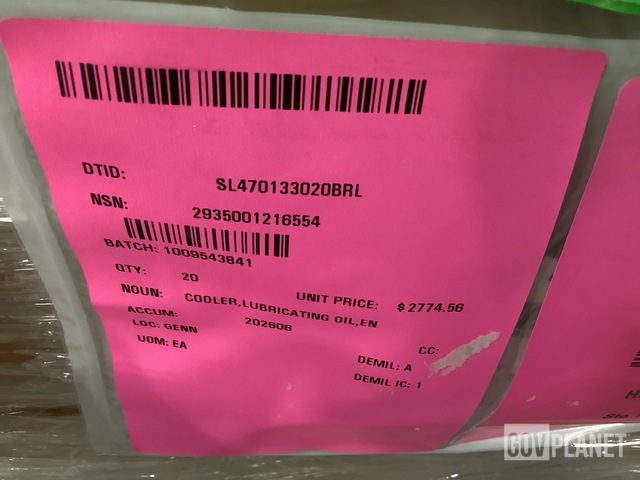 DTID: SL470133020BRL
NSN: 2935001216554
BATCH: 1009543841
QTY: 20 UNIT PRICE: $2774.56
NOUN: COOLER,LUBRICATING OIL,EN
ACCUM: 202606
LOC: GENN CC:
UOM: EA DEMIL: A
DEMIL IC: 1
GOVPLANET